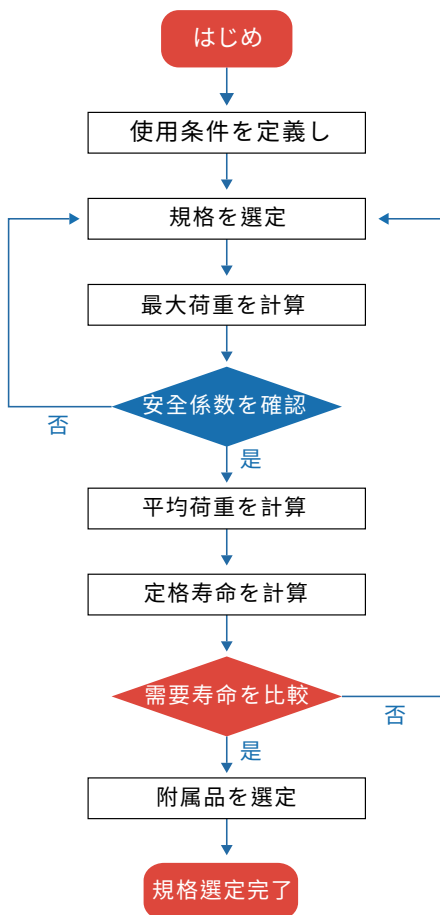 はじめ
使用条件を定義し
規格を選定
最大荷重を計算
安全係数を確認
否
是
平均荷重を計算
定格寿命を計算
需要寿命を比較
否
是
附属品を選定
規格選定完了